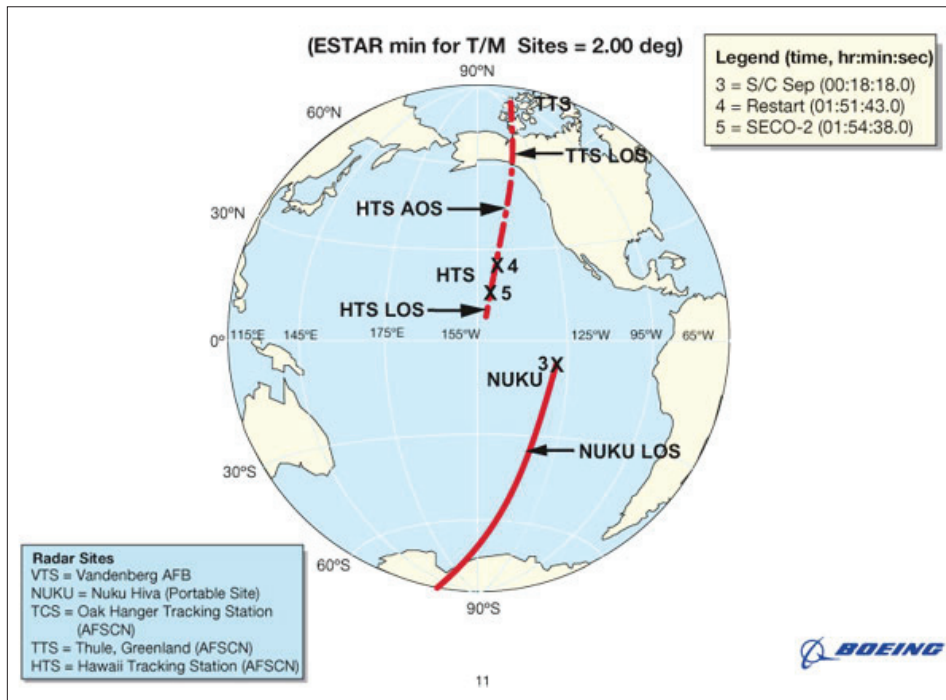 (ESTAR min for T/M Sites = 2.00 deg)
Legend (time, hr:min:sec)
3 = S/C Sep (00:18:18.0)
4 = Restart (01:51:43.0)
5 = SECO-2 (01:54:38.0)
90ºN
TTS
60ºN
TTS LOS
HTS AOS
30ºN
HTS
4
5
HTS LOS
115ºE 145ºE 175ºE 155ºW 125ºW 95ºW 65ºW
0º
3
NUKU
NUKU LOS
30ºS
60ºS
90ºS
Radar Sites
VTS = Vandenberg AFB
NUKU = Nuku Hiva (Portable Site)
TCS = Oak Hanger Tracking Station
(AFSCN)
TTS = Thule, Greenland (AFSCN)
HTS = Hawaii Tracking Station (AFSCN)
BOEING
11